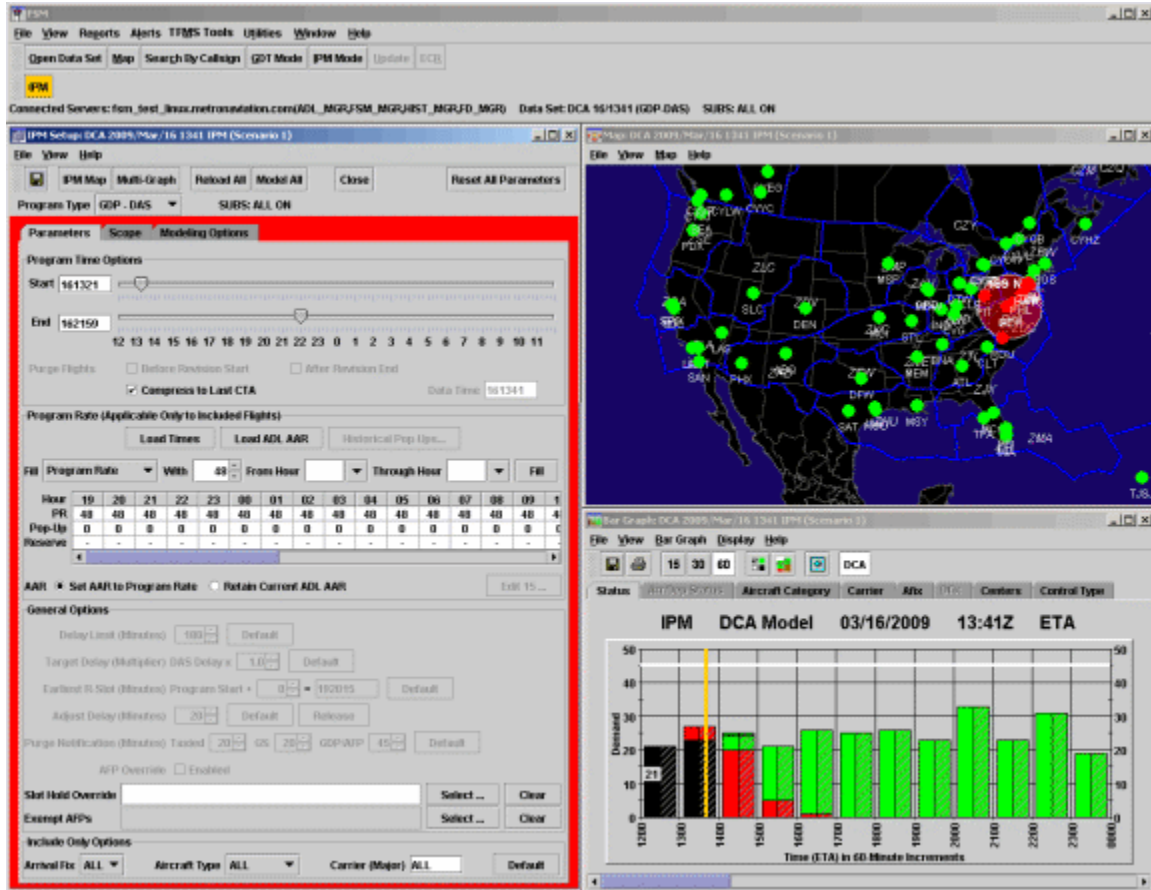 FSM
File View Reports Alerts TFMS Tools Utilities Window Help
Open Data Set Map Search By Callsign GDT Mode IPM Mode Update ECR
IPM
Connected Servers: fsm_test_linux.metronaviation.com(ADL_MGR,FSM_MGR,HIST_MGR,FD_MGR) Data Set: DCA 16/1341 (GDP-DAS) SUBS: ALL ON
IPM Setup: DCA 2009/Mar/16 1341 IPM (Scenario 1)
File View Help
IPM Map Multi-Graph Reload All Model All Close Reset All Parameters
Program Type GDP - DAS SUBS: ALL ON
Parameters Scope Modeling Options
Program Time Options
Start 161321
End 162159
12 13 14 15 16 17 18 19 20 21 22 23 0 1 2 3 4 5 6 7 8 9 10 11
Purge Flights Before Revision Start After Revision End
Compress to Last CTA Data Time 161341
Program Rate (Applicable Only to Included Flights)
Load Times Load ADL AAR Historical Pop Ups...
Fill Program Rate With 48 From Hour Through Hour Fill
Hour 19 20 21 22 23 00 01 02 03 04 05 06 07 08 09 1
PR 48 48 48 48 48 48 48 48 48 48 48 48 48 48 48
Pop-Up 0 0 0 0 0 0 0 0 0 0 0 0 0 0 0
Reserve - - - - - - - - - - - - - - -
AAR Set AAR to Program Rate Retain Current ADL AAR Edit 15 ...
General Options
Delay Limit (Minutes) 180 Default
Target Delay (Multiplier) DAS Delay x 1.0 Default
Earliest R-Slot (Minutes) Program Start + 0 = 192015 Default
Adjust Delay (Minutes) 20 Default Release
Purge Notification (Minutes) Taxied 20 GS 20 GDP/AFP 45 Default
AFP Override Enabled
Slot Hold Override Select ... Clear
Exempt AFPs Select ... Clear
Include Only Options
Arrival Fix ALL Aircraft Type ALL Carrier (Major) ALL Default
Map: DCA 2009/Mar/16 1341 IPM (Scenario 1)
File View Map Help
CYLW CYYC
CZY
CYHZ
PDX
ZLC
MSP
SLC
DEN
LAS
SAN PHX
MEM
BNA
CLT
ATL
DFW
ZJX
SAT MSY
TPA
ZMA
TJS
Bar Graph: DCA 2009/Mar/16 1341 IPM (Scenario 1)
File View Bar Graph Display Help
15 30 60 DCA
Status Arr/Dep Status Aircraft Category Carrier Afix Dfix Centers Control Type
IPM DCA Model 03/16/2009 13:41Z ETA
50 50
40 40
30 30
Demand
20 20
21
10 10
0 0
1200 1300 1400 1500 1600 1700 1800 1900 2000 2100 2200 2300 0000
Time (ETA) in 60-Minute Increments